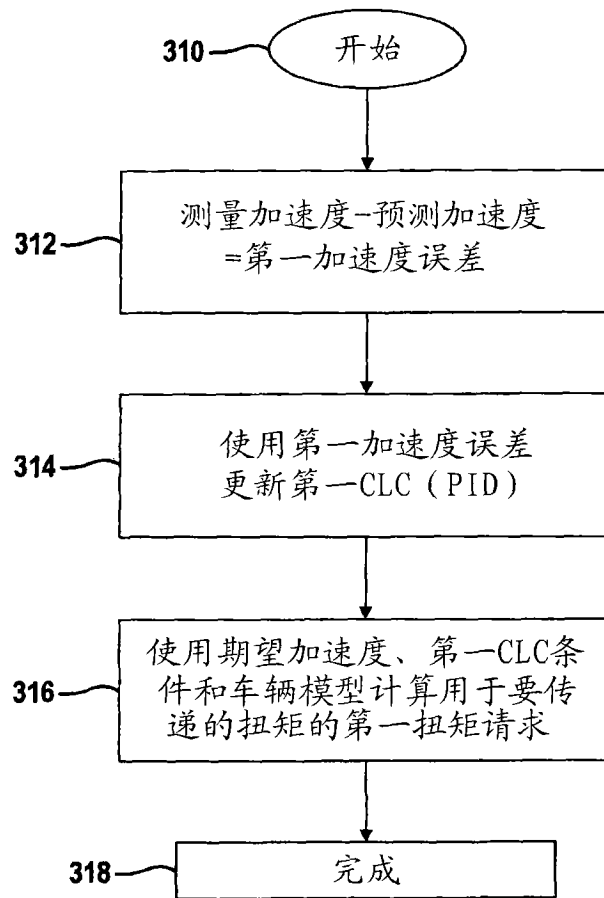 310
开始
312
测量加速度-预测加速度
=第一加速度误差
314
使用第一加速度误差
更新第一CLC(PID)
316
使用期望加速度、第一CLC条
件和车辆模型计算用于要传
递的扭矩的第一扭矩请求
318
完成